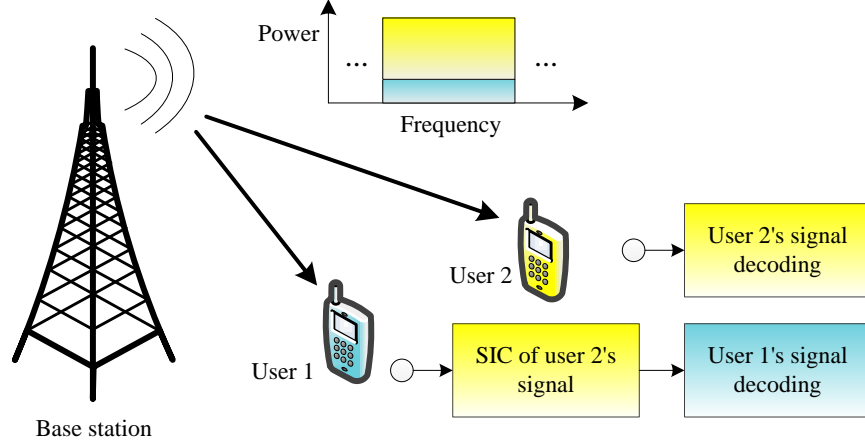 Power
...
...
Frequency
User 2
User 2's signal
decoding
User 1
SIC of user 2's
signal
User 1's signal
decoding
Base station